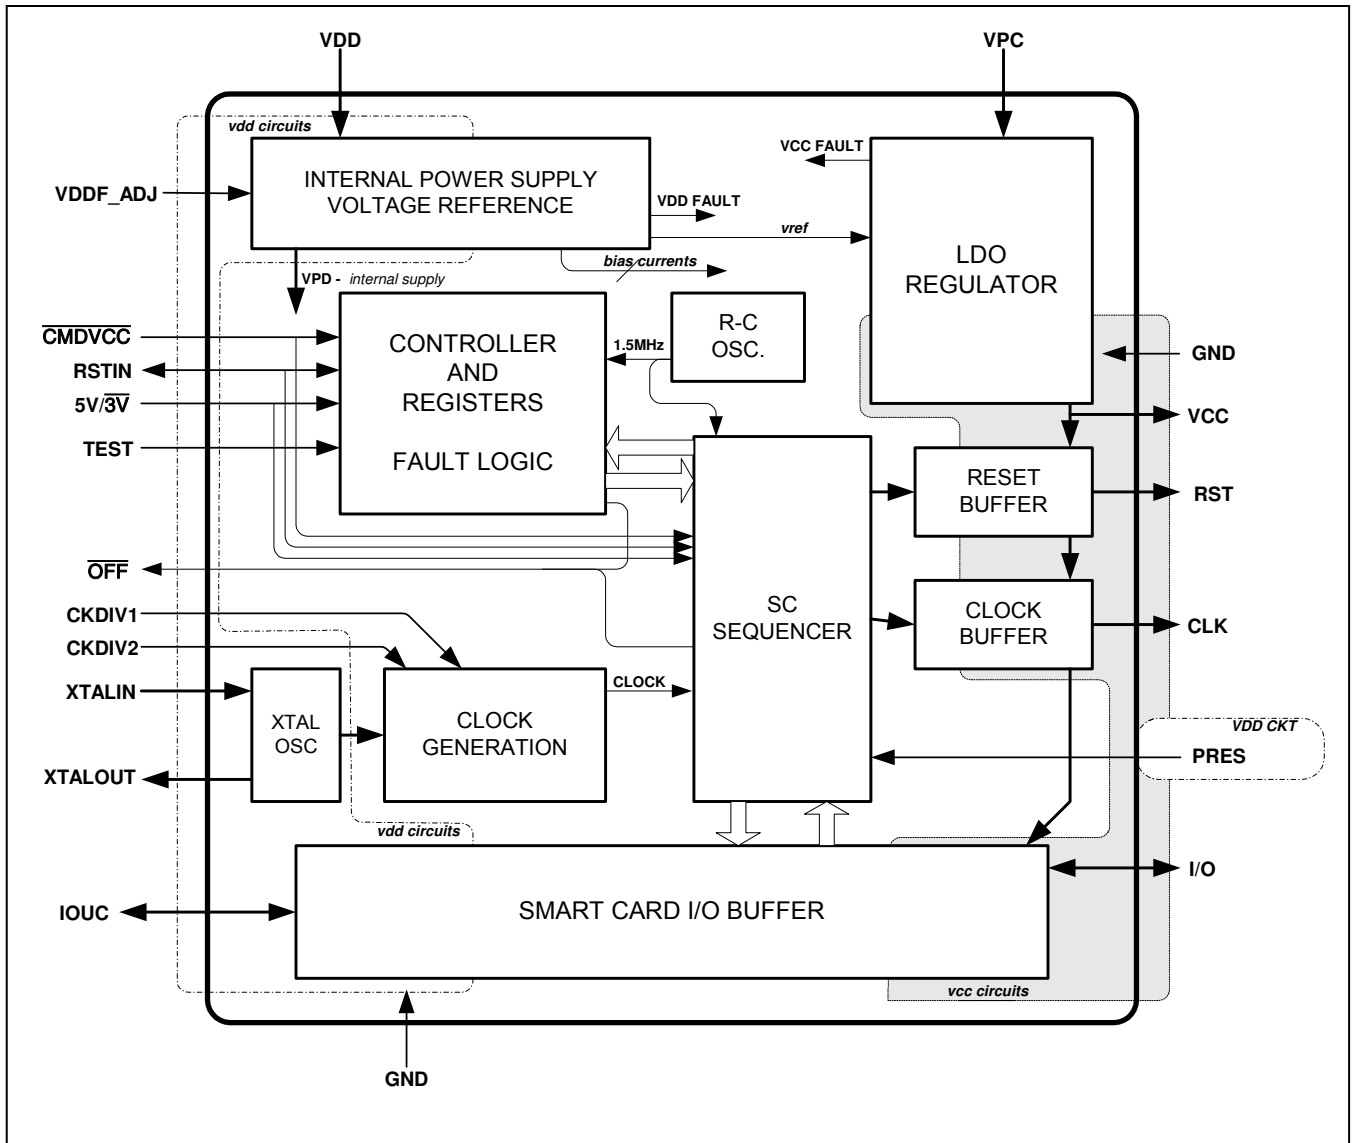 VDD
VPC
vdd circuits
VCC FAULT
INTERNAL POWER SUPPLY
VOLTAGE REFERENCE
VDDF_ADJ
VDD FAULT
vref
LDO
REGULATOR
bias currents
VPD - internal supply
CMDVCC
RSTIN
5V/3V
TEST
CONTROLLER
AND
REGISTERS
FAULT LOGIC
1.5MHz
R-C
OSC.
GND
VCC
RESET
BUFFER
RST
OFF
CKDIV1
CKDIV2
SC
SEQUENCER
CLOCK
BUFFER
CLK
XTALIN
XTAL
OSC
CLOCK
GENERATION
CLOCK
VDD CKT
PRES
XTALOUT
vdd circuits
I/O
IOUC
SMART CARD I/O BUFFER
vcc circuits
GND